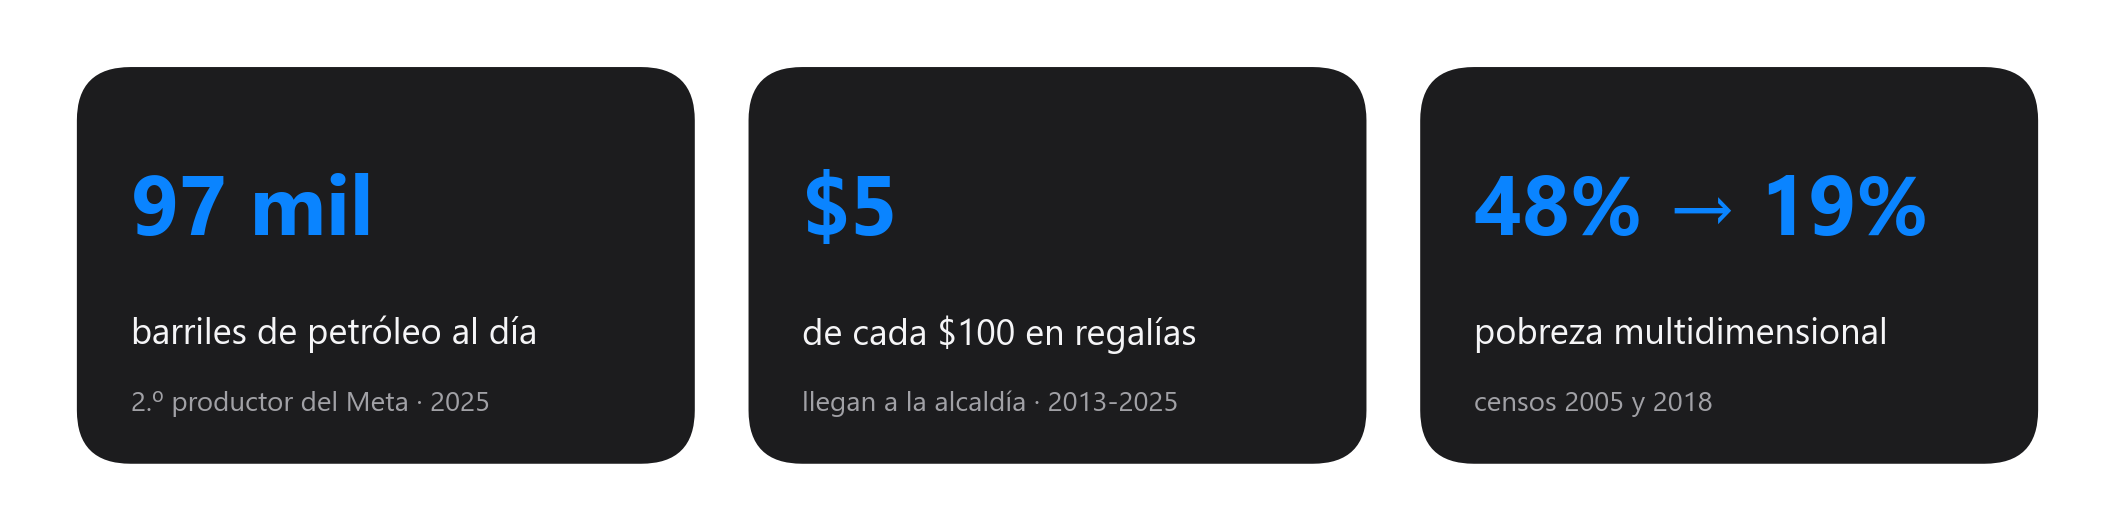 97 mil
barriles de petróleo al día
2.º productor del Meta · 2025
$5
de cada $100 en regalías
llegan a la alcaldía · 2013-2025
48% → 19%
pobreza multidimensional
censos 2005 y 2018